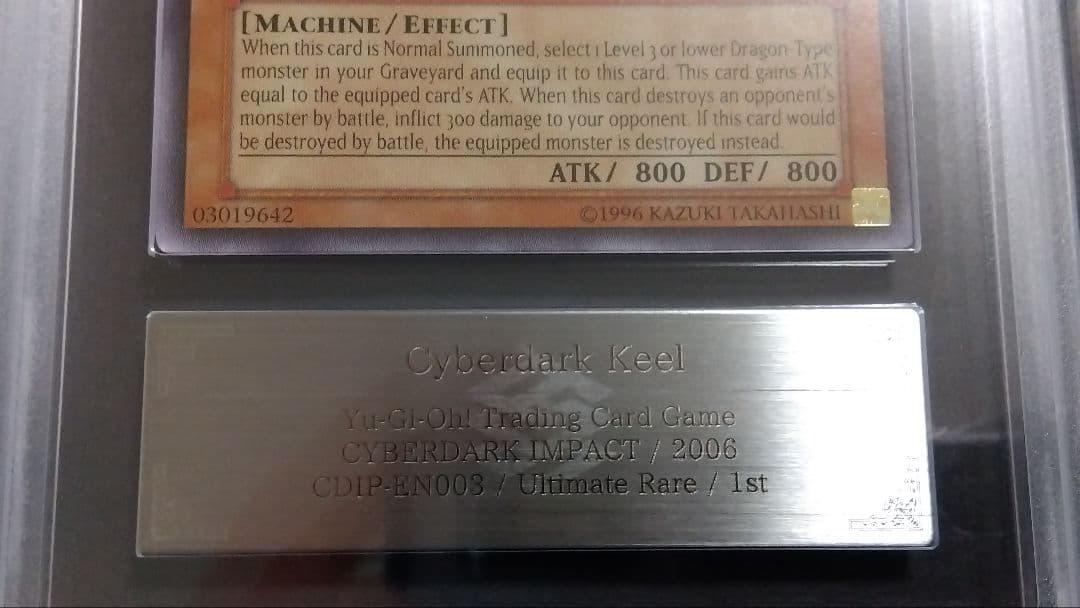 [MACHINE/EFFECT]
When this card is Normal Summoned, select 1 Level 3 or lower Dragon-Type
monster in your Graveyard and equip it to this card. This card gains ATK
equal to the equipped card's ATK. When this card destroys an opponent's
monster by battle, inflict 300 damage to your opponent. If this card would
be destroyed by battle, the equipped monster is destroyed instead.
ATK/ 800 DEF/ 800
03019642 ©1996 KAZUKI TAKAHASHI
Cyberdark Keel
Yu-Gi-Oh! Trading Card Game
CYBERDARK IMPACT / 2006
CDIP-EN003 / Ultimate Rare / 1st